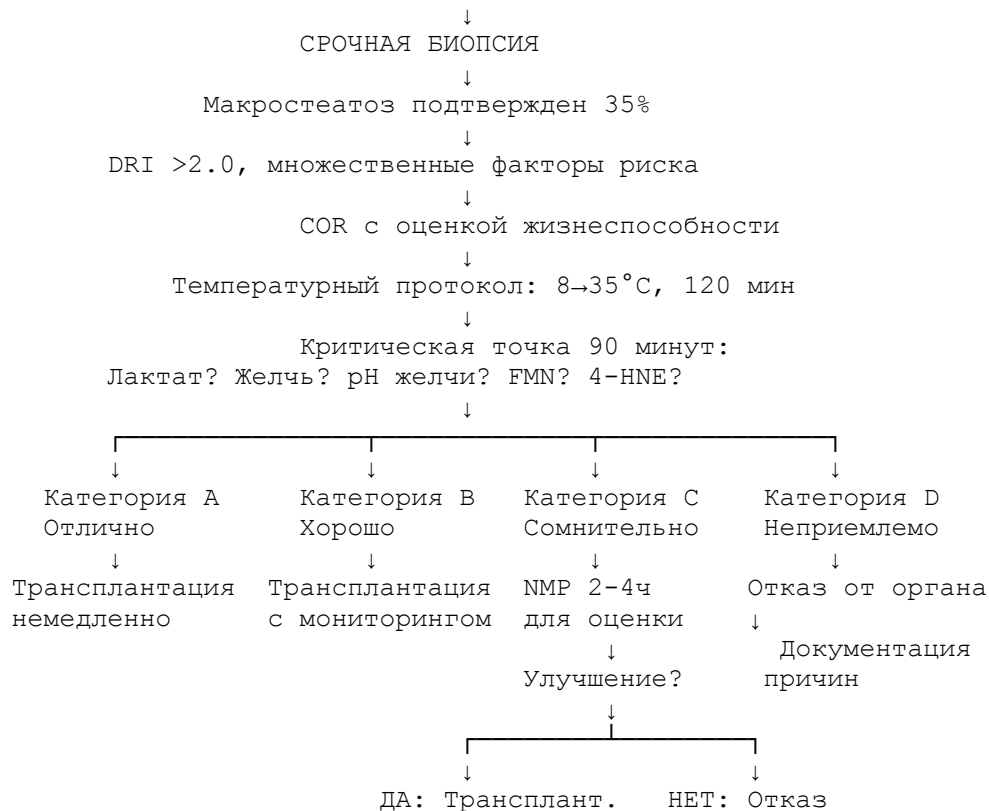 ↓
СРОЧНАЯ БИОПСИЯ
↓
Макростеатоз подтвержден 35%
↓
DRI >2.0, множественные факторы риска
↓
COR с оценкой жизнеспособности
↓
Температурный протокол: 8→35°C, 120 мин
↓
Критическая точка 90 минут:
Лактат? Желчь? pH желчи? FMN? 4-HNE?
↓
↓ ↓ ↓ ↓
Категория A Категория B Категория C Категория D
Отлично Хорошо Сомнительно Неприемлемо
↓ ↓ ↓ ↓
Трансплантация Трансплантация NMP 2-4ч Отказ от органа
немедленно с мониторингом для оценки ↓
↓ Документация
Улучшение? причин
↓
↓ ↓
ДА: Трансплант. НЕТ: Отказ